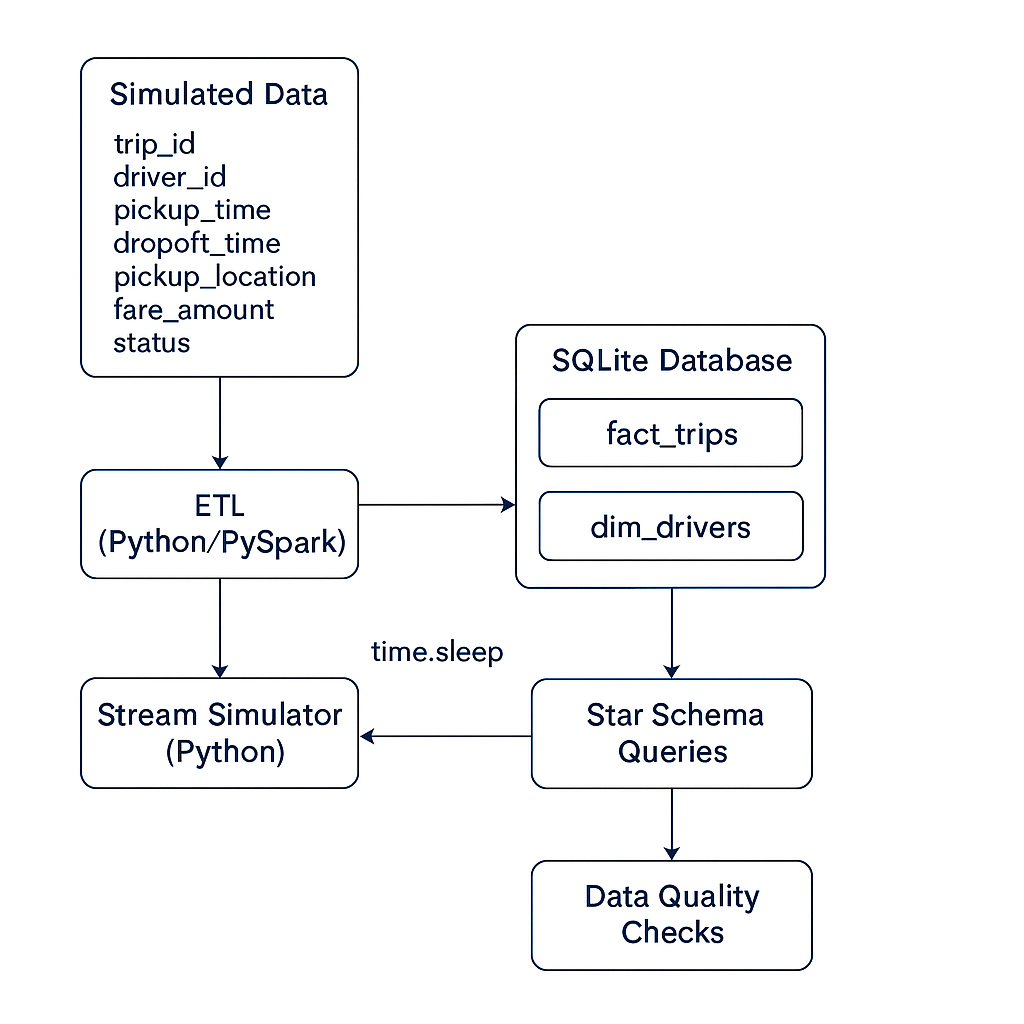 Simulated Data
trip_id
driver_id
pickup_time
dropoft_time
pickup_location
fare_amount
status
SQLite Database
fact_trips
dim_drivers
ETL
(Python/PySpark)
time.sleep
Stream Simulator
(Python)
Star Schema
Queries
Data Quality
Checks